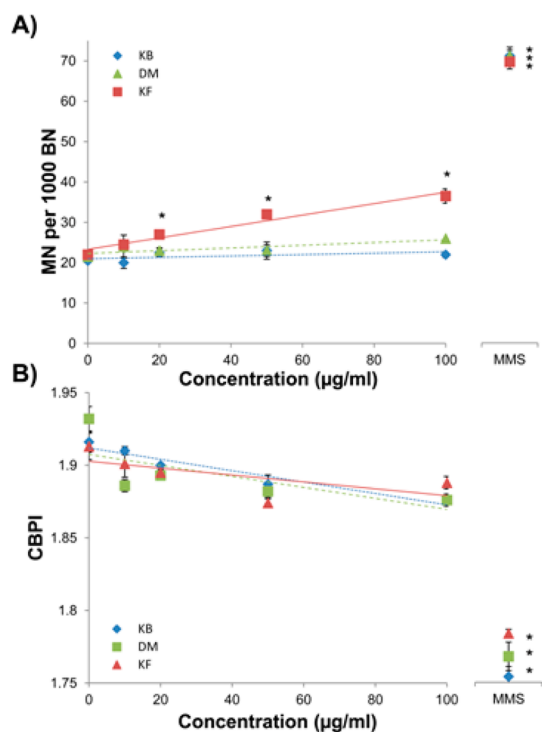 A)
MN per 1000 BN
70
60
50
40
30
20
10
0
KB
DM
KF
*
*
*
*
*
*
0 20 40 60 80 100 MMS
Concentration (µg/ml)
B)
CBPI
1.95
1.9
1.85
1.8
1.75
KB
DM
KF
*
*
*
0 20 40 60 80 100 MMS
Concentration (µg/ml)